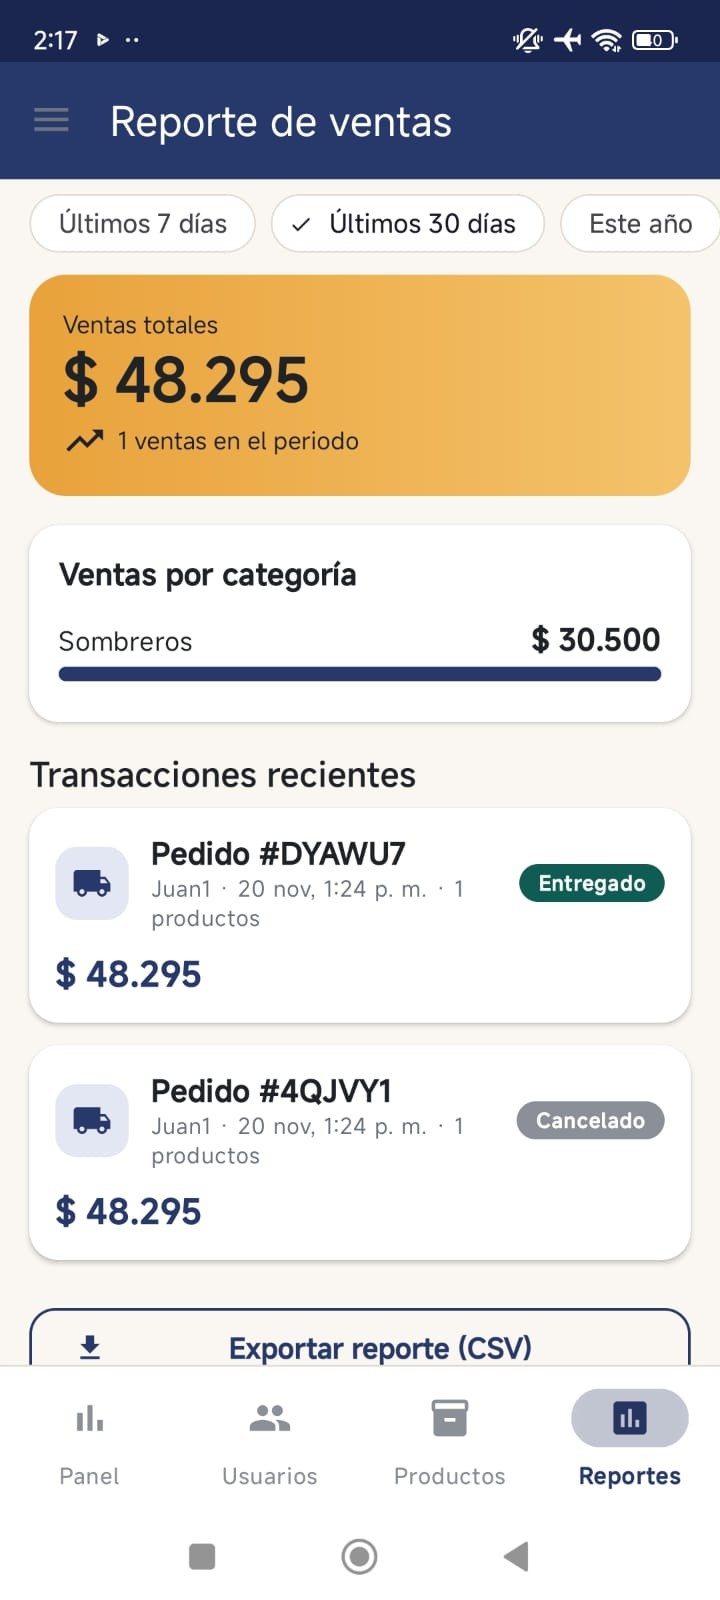 2:17
Reporte de ventas
Últimos 7 días
Últimos 30 días
Este año
Ventas totales
$ 48.295
1 ventas en el periodo
Ventas por categoría
Sombreros
$ 30.500
Transacciones recientes
Pedido #DYAWU7
Juan1 · 20 nov, 1:24 p. m. · 1
productos
Entregado
$ 48.295
Pedido #4QJVY1
Juan1 · 20 nov, 1:24 p. m. · 1
productos
Cancelado
$ 48.295
Exportar reporte (CSV)
Panel
Usuarios
Productos
Reportes